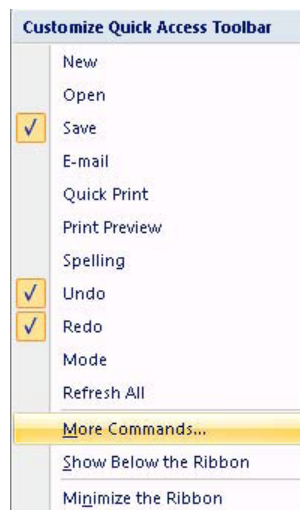 Customize Quick Access Toolbar
New
Open
Save
E-mail
Quick Print
Print Preview
Spelling
Undo
Redo
Mode
Refresh All
More Commands...
Show Below the Ribbon
Minimize the Ribbon